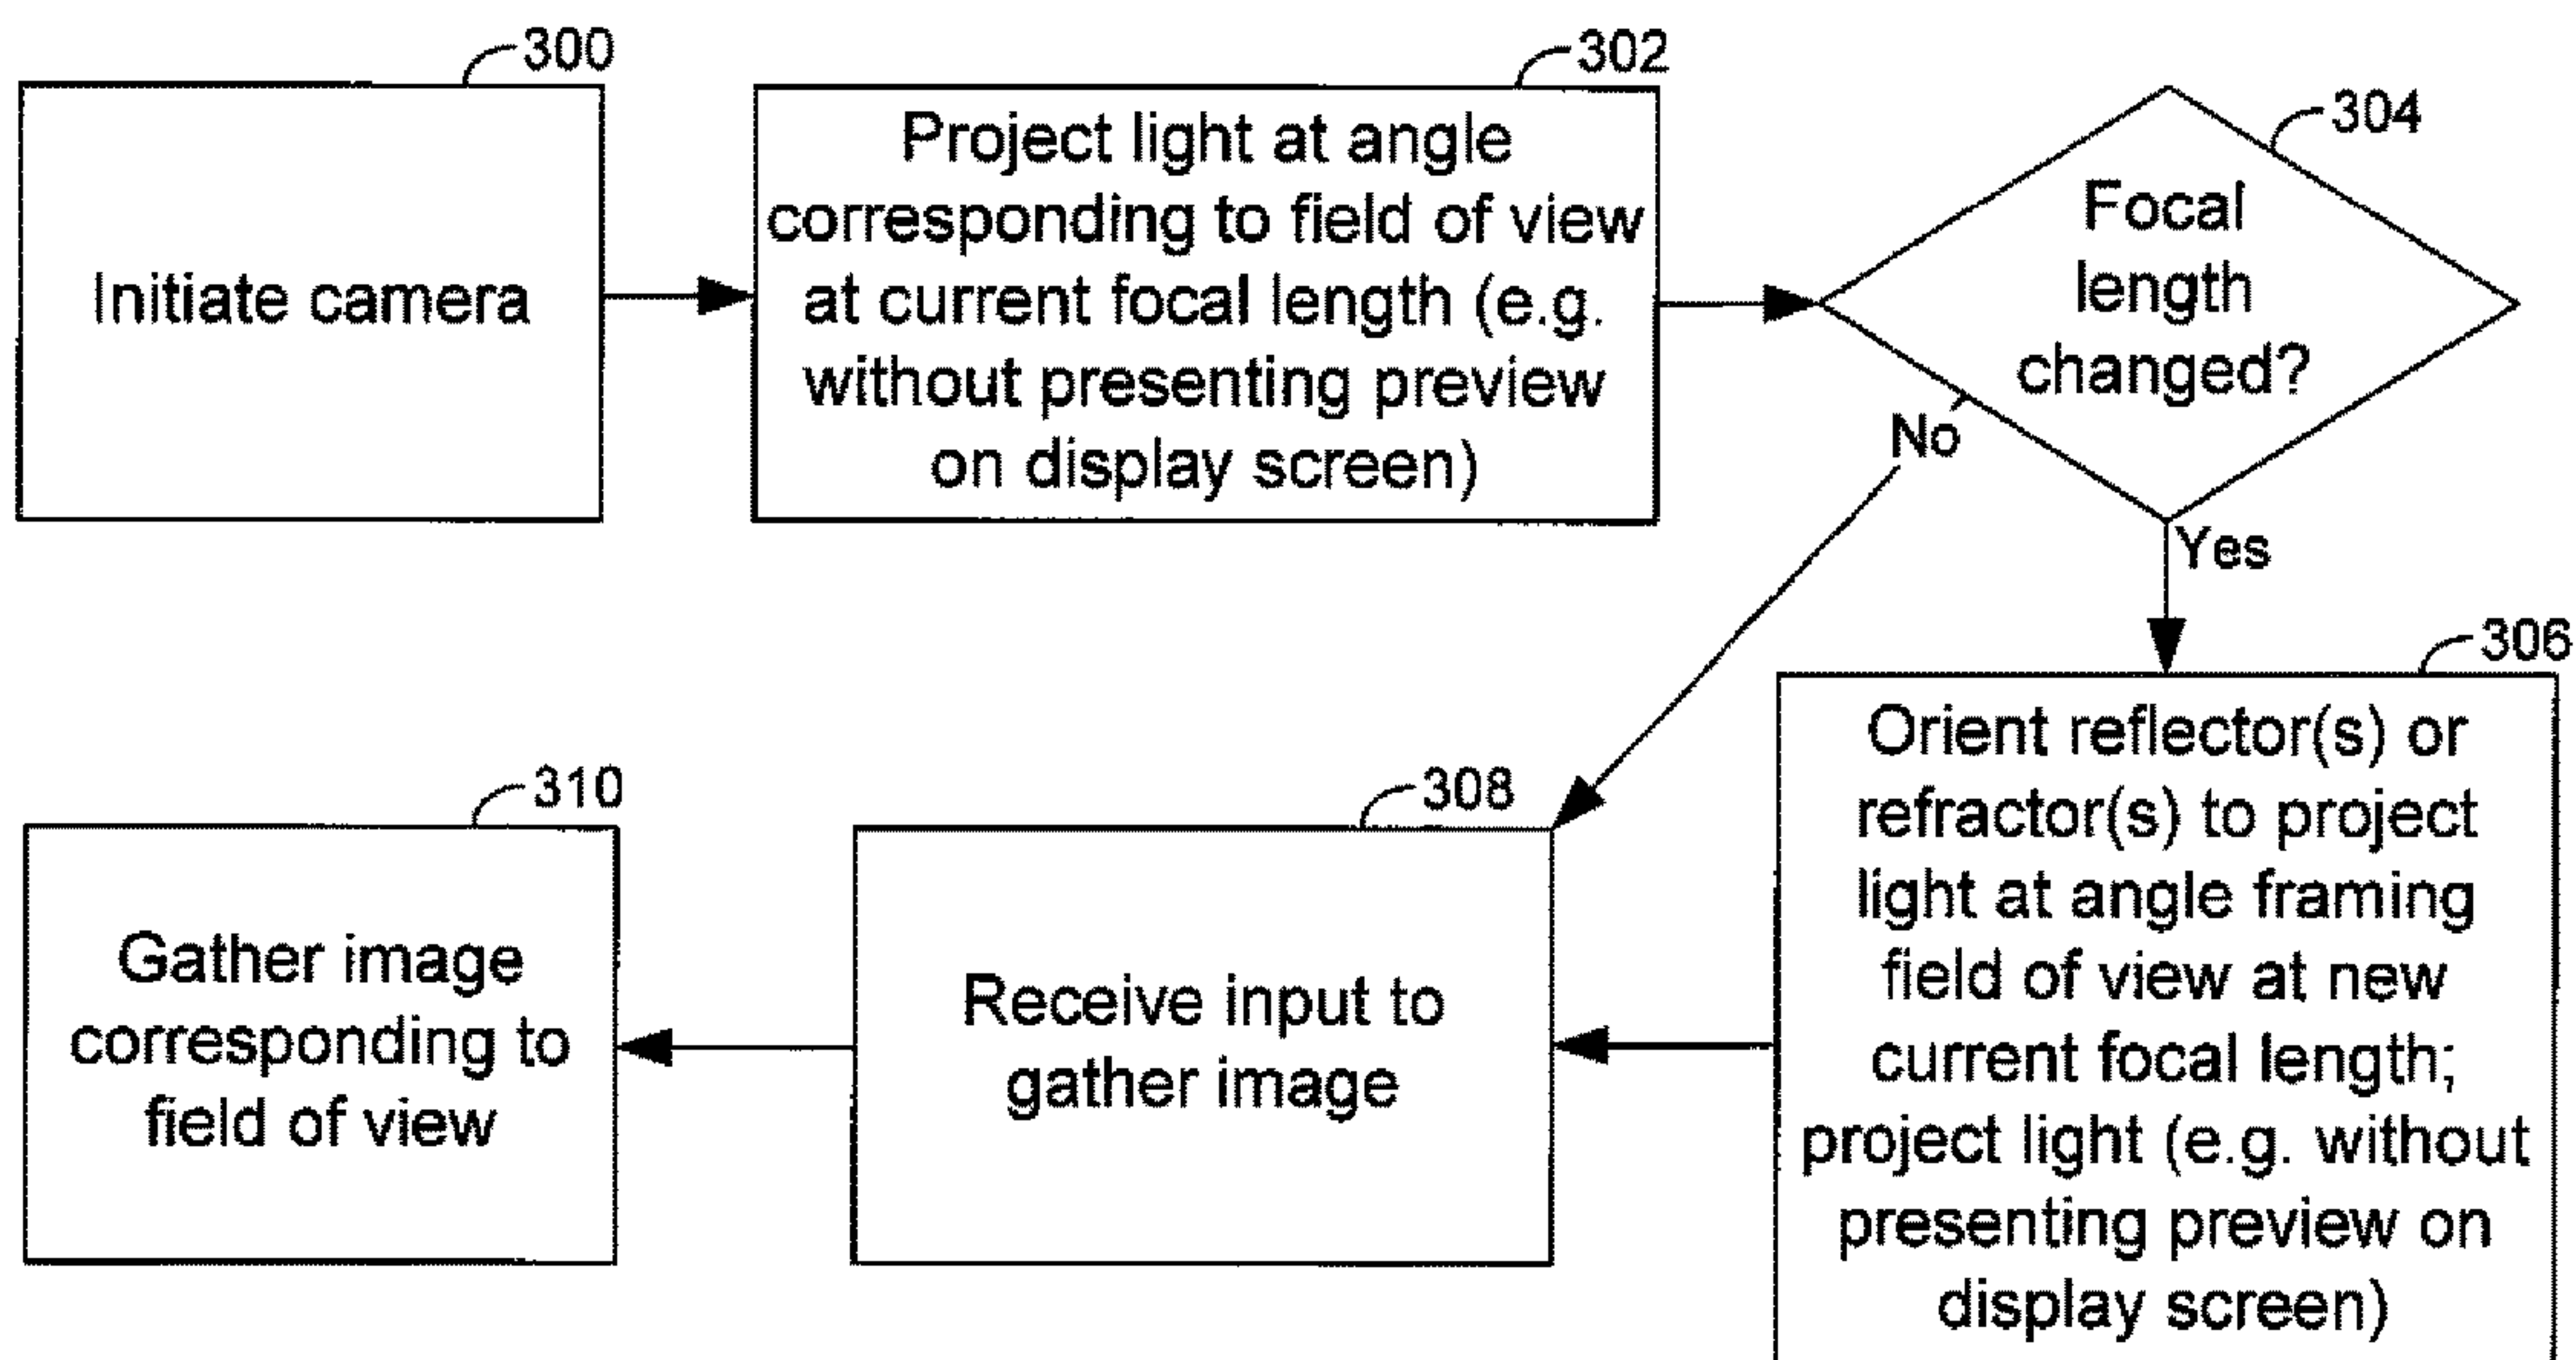 300
Initiate camera
302
Project light at angle
corresponding to field of view
at current focal length (e.g.
without presenting preview
on display screen)
304
Focal
length
changed?
No
Yes
306
Orient reflector(s) or
refractor(s) to project
light at angle framing
field of view at new
current focal length;
project light (e.g. without
presenting preview on
display screen)
308
Receive input to
gather image
310
Gather image
corresponding to
field of view